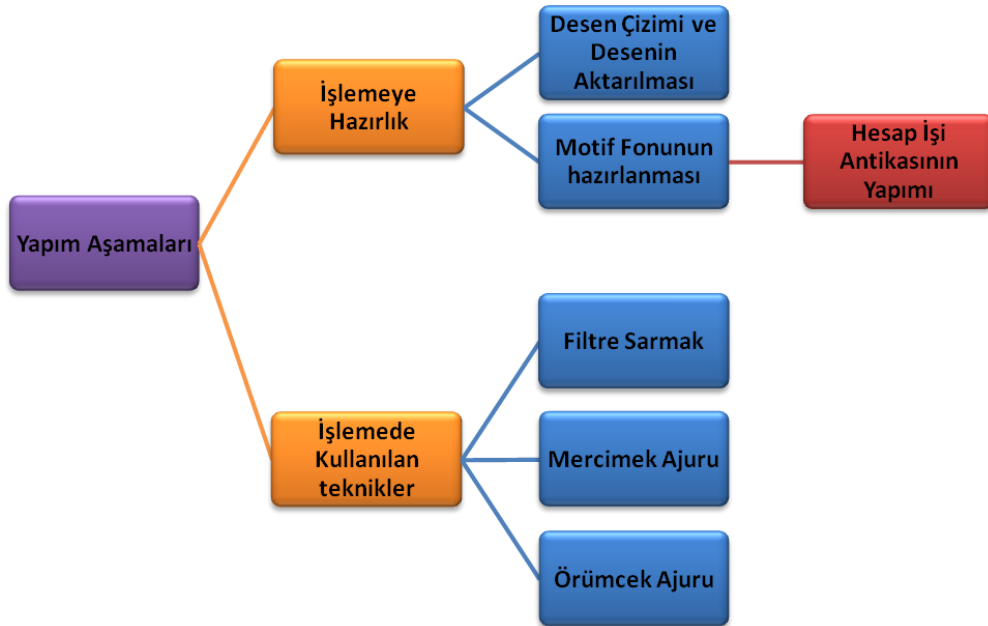 Yapım Aşamaları
İşlemeye
Hazırlık
Desen Çizimi ve
Desenin
Aktarılması
Motif Fonunun
hazırlanması
Hesap İşi
Antikasının
Yapımı
İşlemede
Kullanılan
teknikler
Filtre Sarmak
Mercimek Ajuru
Örümcek Ajuru